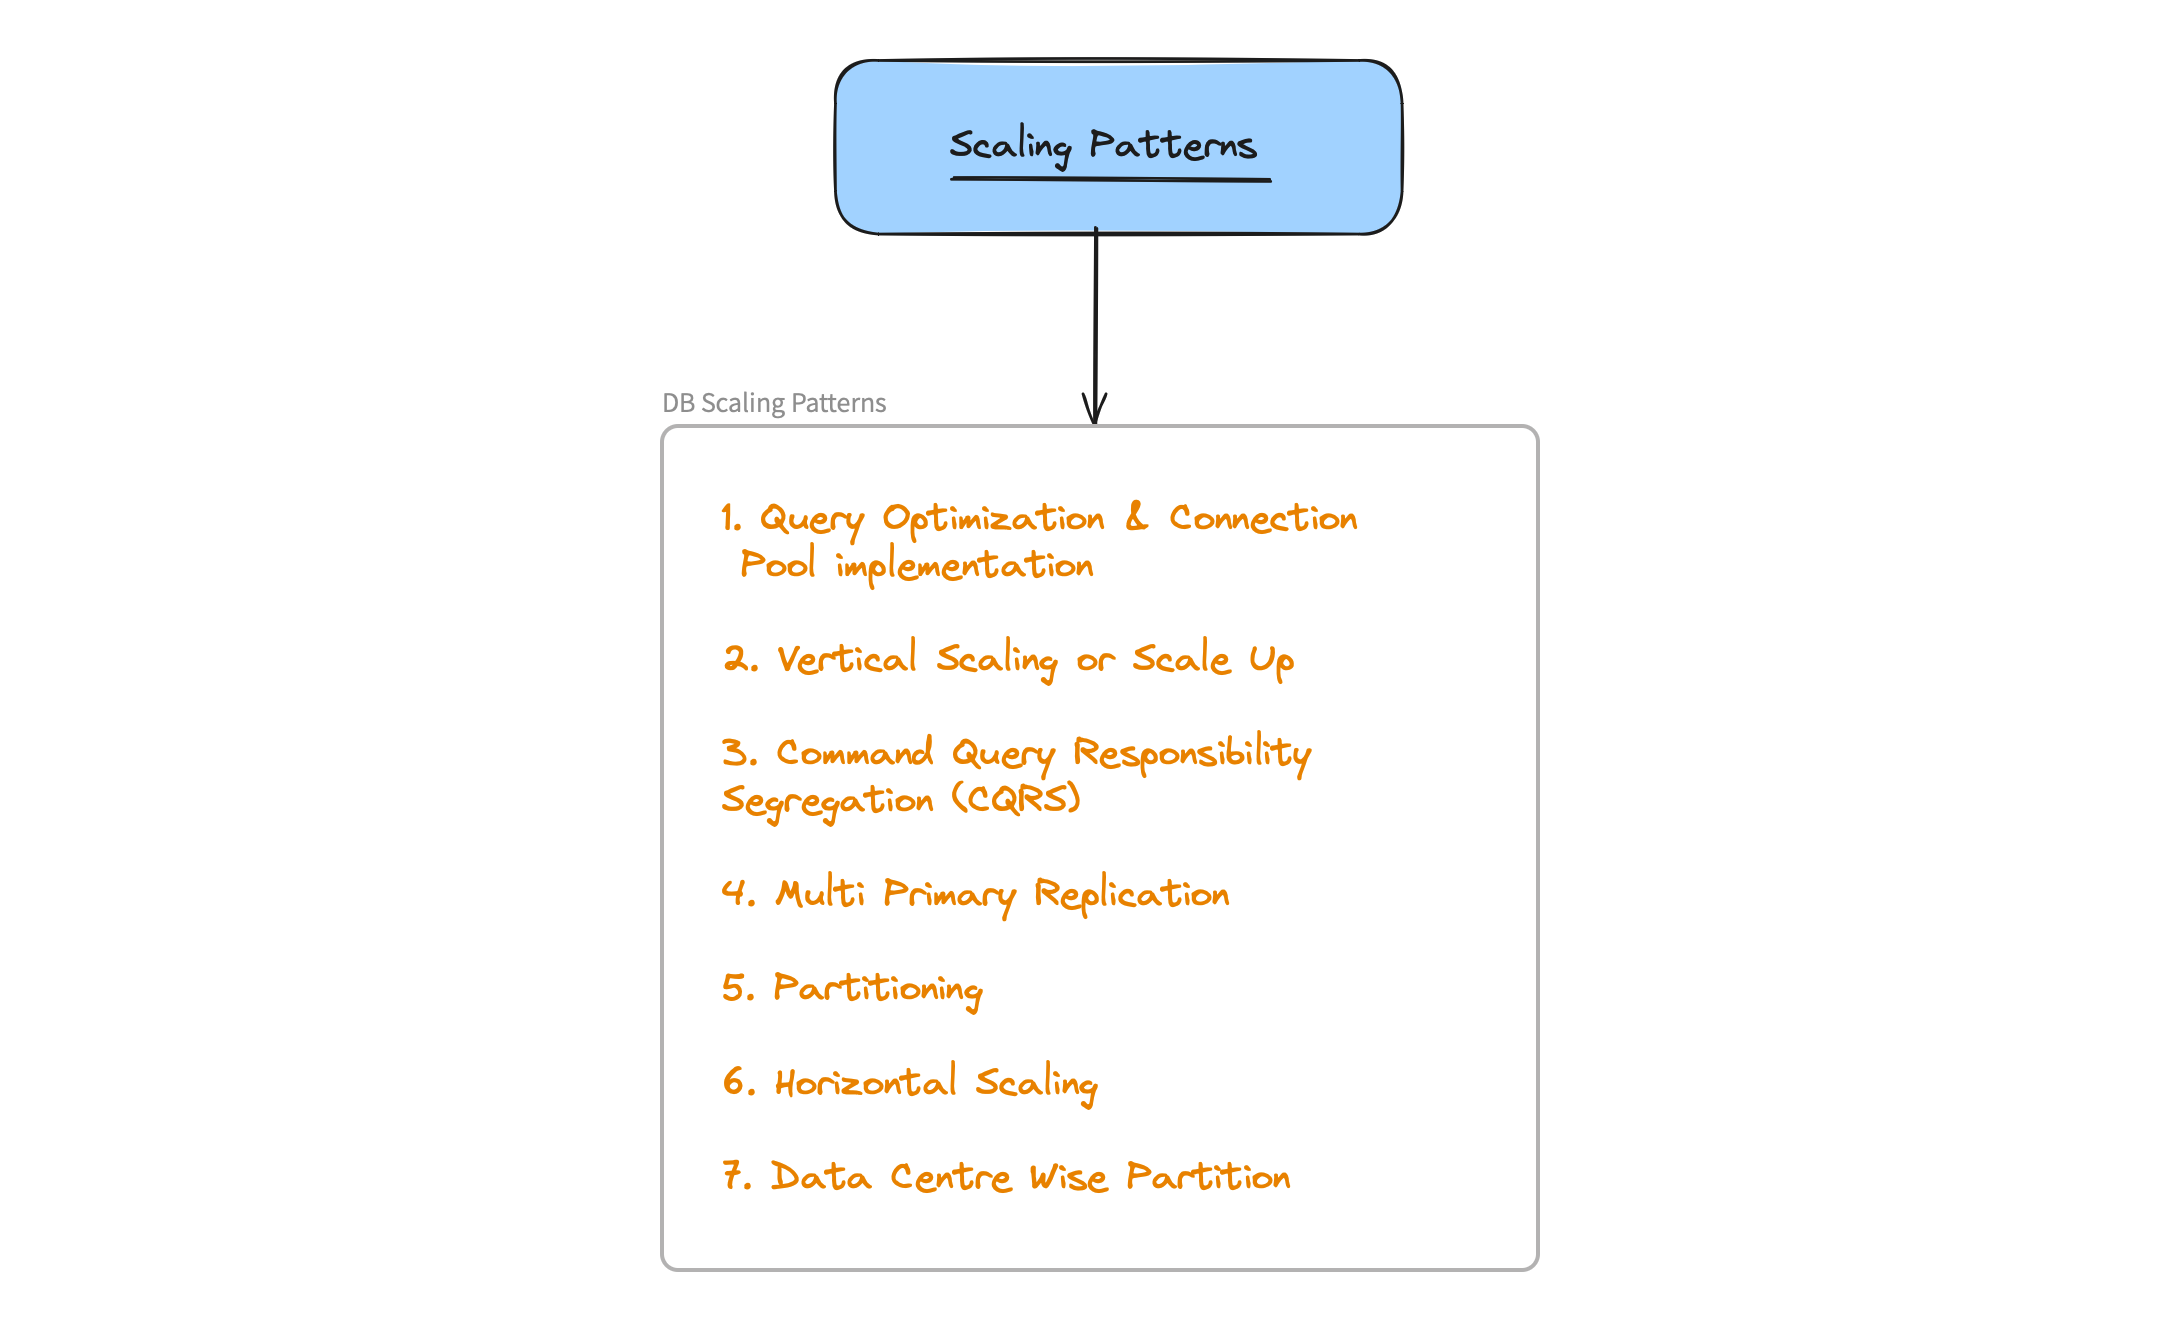 Scaling Patterns
DB Scaling Patterns
1. Query Optimization & Connection
Pool implementation
2. Vertical Scaling or Scale Up
3. Command Query Responsibility
Segregation (CQRS)
4. Multi Primary Replication
5. Partitioning
6. Horizontal Scaling
7. Data Centre Wise Partition